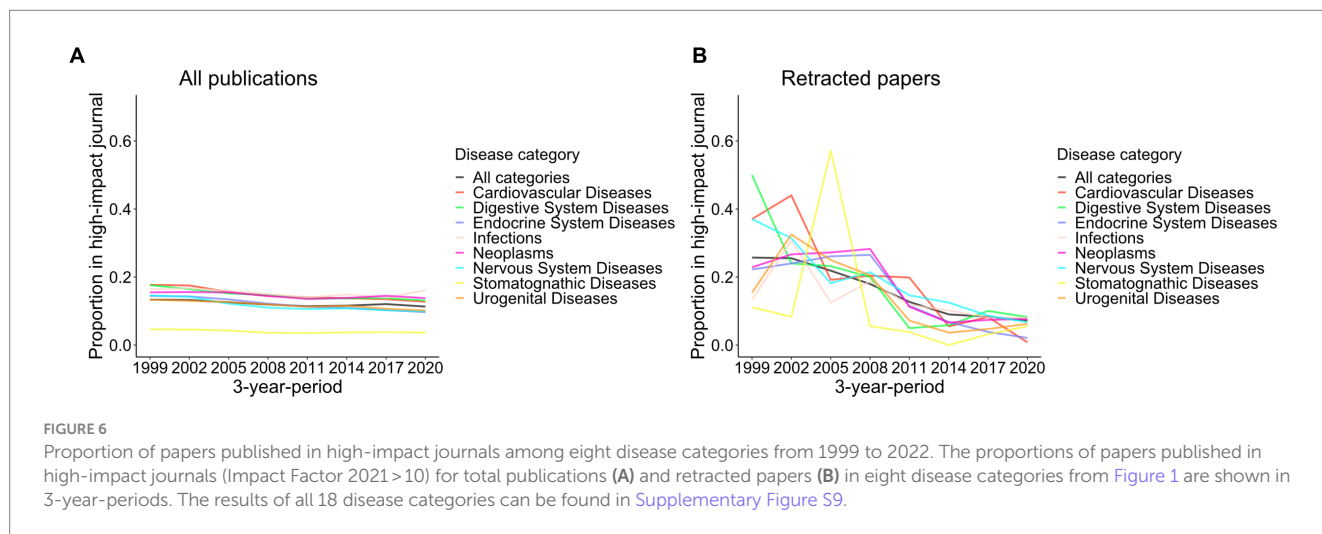 A
All publications
Proportion in high-impact journal
0.6
0.4
0.2
0.0
1999 2002 2005 2008 2011 2014 2017 2020
3-year-period
Disease category
All categories
Cardiovascular Diseases
Digestive System Diseases
Endocrine System Diseases
Infections
Neoplasms
Nervous System Diseases
Stomatognathic Diseases
Urogenital Diseases
B
Retracted papers
Proportion in high-impact journal
0.6
0.4
0.2
0.0
1999 2002 2005 2008 2011 2014 2017 2020
3-year-period
Disease category
All categories
Cardiovascular Diseases
Digestive System Diseases
Endocrine System Diseases
Infections
Neoplasms
Nervous System Diseases
Stomatognathic Diseases
Urogenital Diseases
FIGURE 6
Proportion of papers published in high-impact journals among eight disease categories from 1999 to 2022. The proportions of papers published in
high-impact journals (Impact Factor 2021 > 10) for total publications (A) and retracted papers (B) in eight disease categories from Figure 1 are shown in
3-year-periods. The results of all 18 disease categories can be found in Supplementary Figure S9.